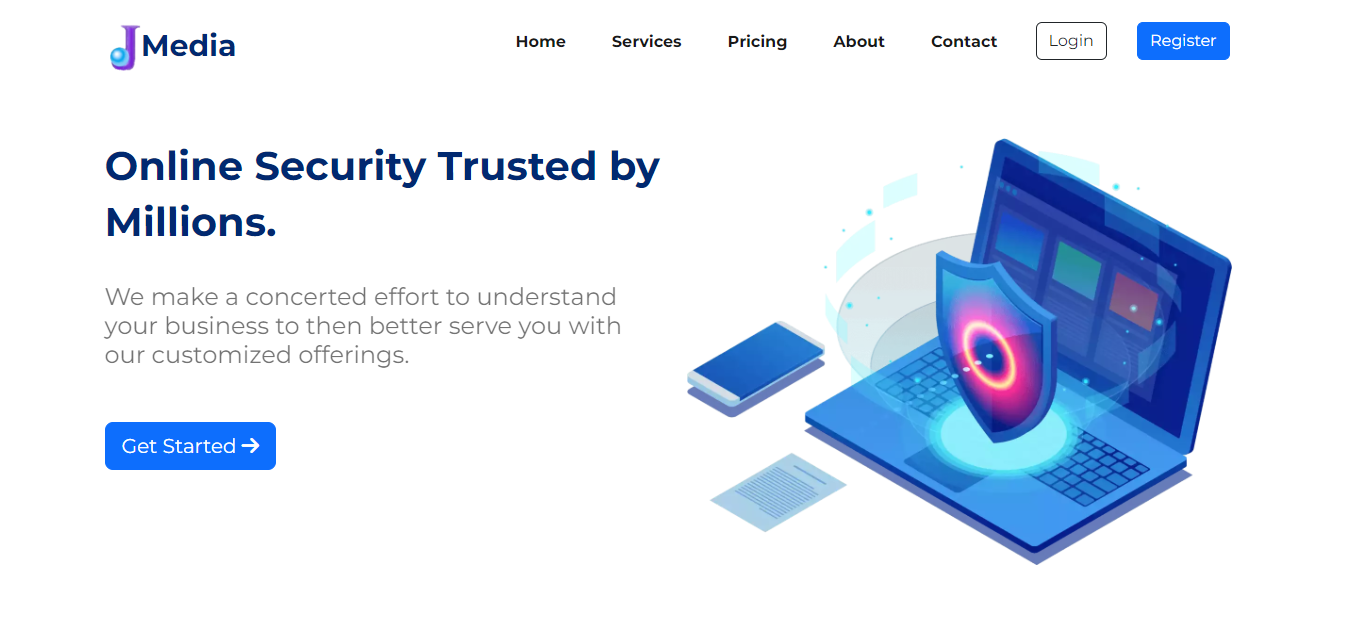 J Media
Home Services Pricing About Contact Login Register
Online Security Trusted by
Millions.
We make a concerted effort to understand
your business to then better serve you with
our customized offerings.
Get Started →